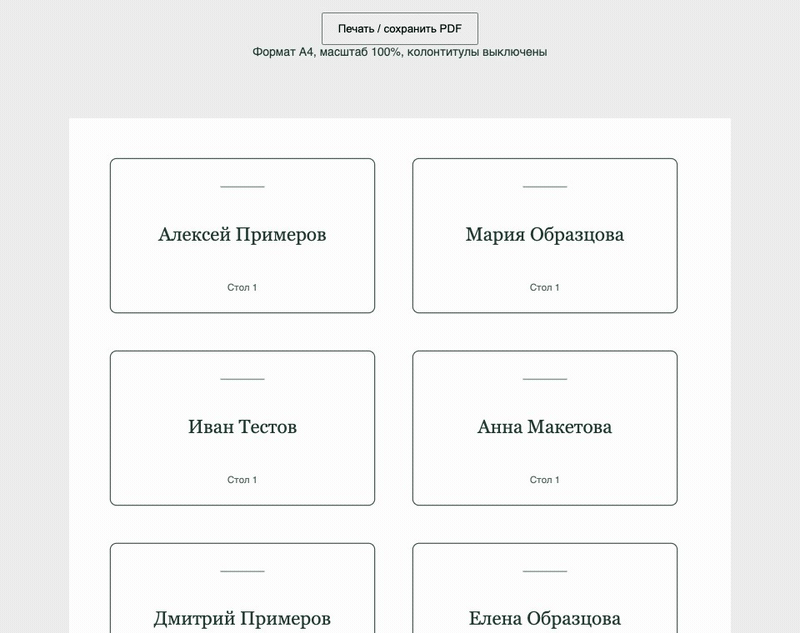 Печать / сохранить PDF
Формат A4, масштаб 100%, колонтитулы выключены
Алексей Примеров
Стол 1
Мария Образцова
Стол 1
Иван Тестов
Стол 1
Анна Макетова
Стол 1
Дмитрий Примеров
Елена Образцова